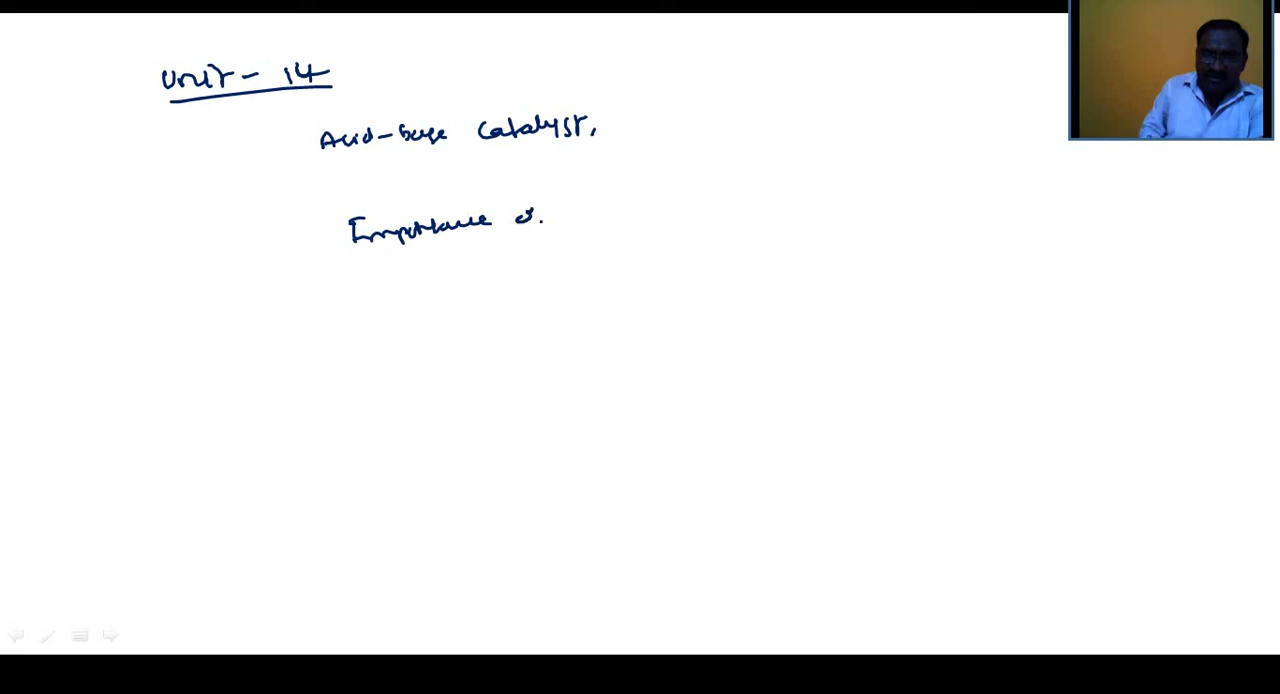 Unit - 14
Acid-base catalyst,
Importance of.